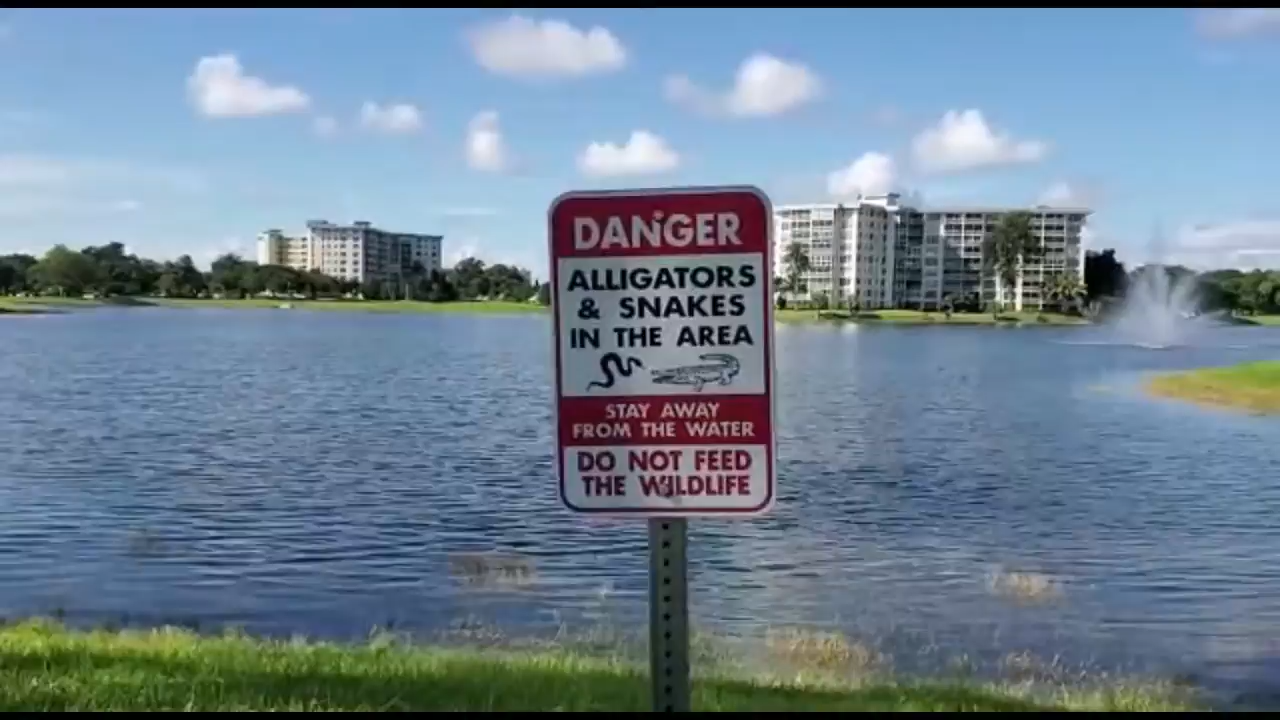 DANGER
ALLIGATORS
& SNAKES
IN THE AREA
STAY AWAY
FROM THE WATER
DO NOT FEED
THE WILDLIFE